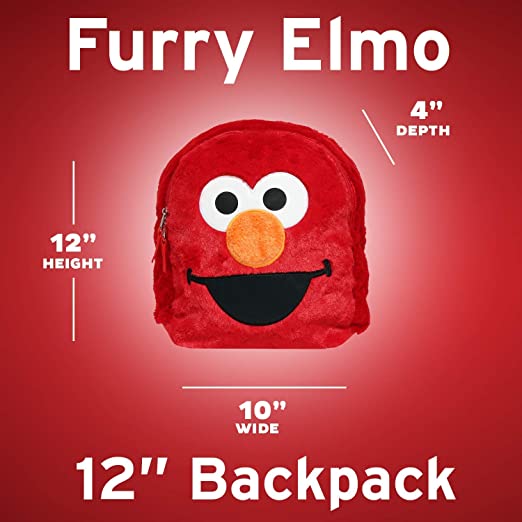 Furry Elmo
4”
DEPTH
12”
HEIGHT
10”
WIDE
12″ Backpack